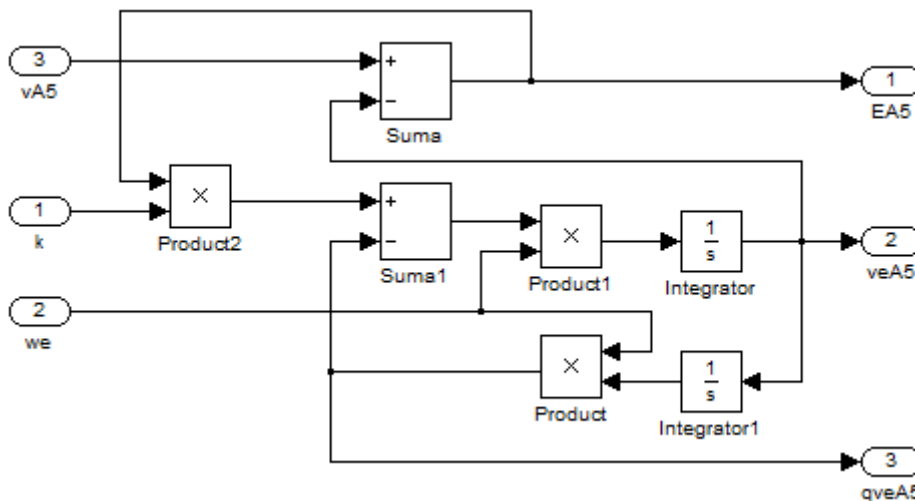 3
vA5
+
−
Suma
1
EA5
1
k
×
Product2
+
−
Suma1
×
Product1
1
s
Integrator
2
veA5
2
we
×
Product
1
s
Integrator1
3
qveA5